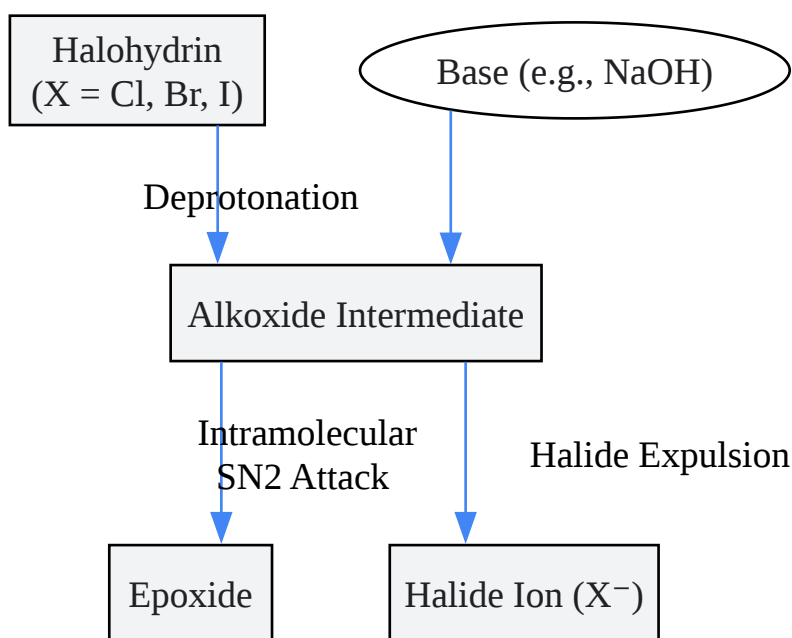 Halohydrin
(X = Cl, Br, I)
Base (e.g., NaOH)
Deprotonation
Alkoxide Intermediate
Intramolecular
SN2 Attack
Halide Expulsion
Epoxide
Halide Ion (X⁻)